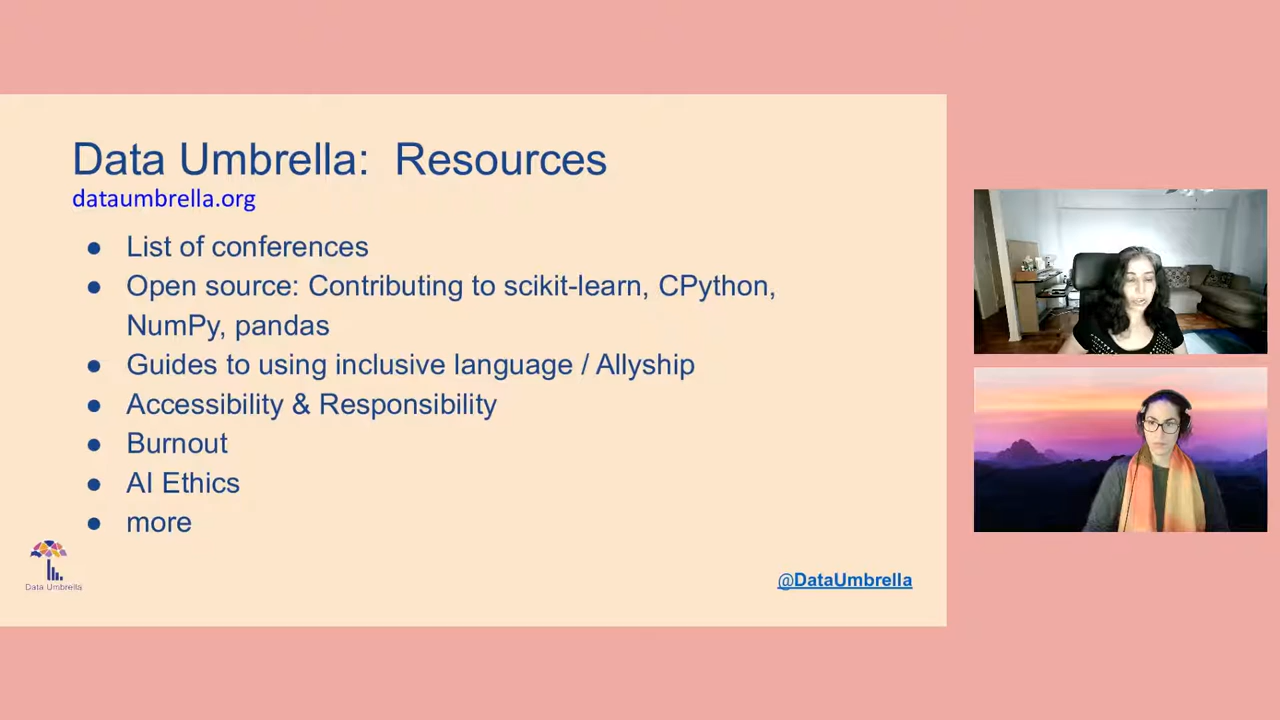 Data Umbrella: Resources
dataumbrella.org
● List of conferences
● Open source: Contributing to scikit-learn, CPython,
NumPy, pandas
● Guides to using inclusive language / Allyship
● Accessibility & Responsibility
● Burnout
● AI Ethics
● more
Data Umbrella
@DataUmbrella